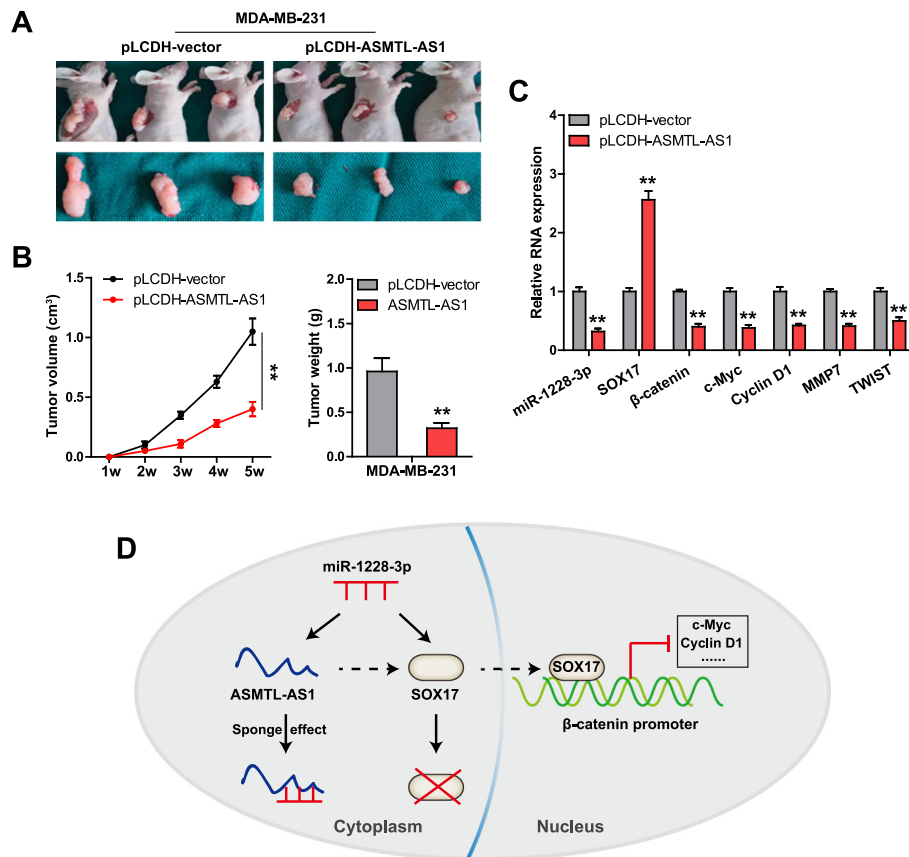 A
MDA-MB-231
pLCDH-vector
pLCDH-ASMTL-AS1
B
Tumor volume (cm³)
1.5
1.0
0.5
0.0
pLCDH-vector
pLCDH-ASMTL-AS1
**
1w 2w 3w 4w 5w
Tumor weight (g)
2.0
1.5
1.0
0.5
0.0
pLCDH-vector
ASMTL-AS1
**
MDA-MB-231
C
Relative RNA expression
4
3
2
1
0
pLCDH-vector
pLCDH-ASMTL-AS1
** ** ** ** ** ** **
miR-1228-3p
SOX17
β-catenin
c-Myc
Cyclin D1
MMP7
TWIST
D
miR-1228-3p
ASMTL-AS1
SOX17
Sponge effect
Cytoplasm
SOX17
β-catenin promoter
c-Myc
Cyclin D1
......
Nucleus